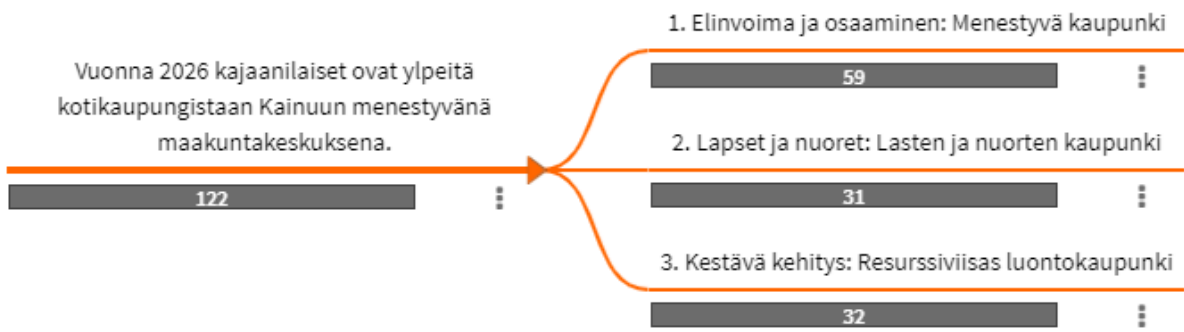 Vuonna 2026 kajaanilaiset ovat ylpeitä
kotikaupungistaan Kainuun menestyvänä
maakuntakeskuksena.
122
1. Elinvoima ja osaaminen: Menestyvä kaupunki
59
2. Lapset ja nuoret: Lasten ja nuorten kaupunki
31
3. Kestävä kehitys: Resurssiviisas luontokaupunki
32